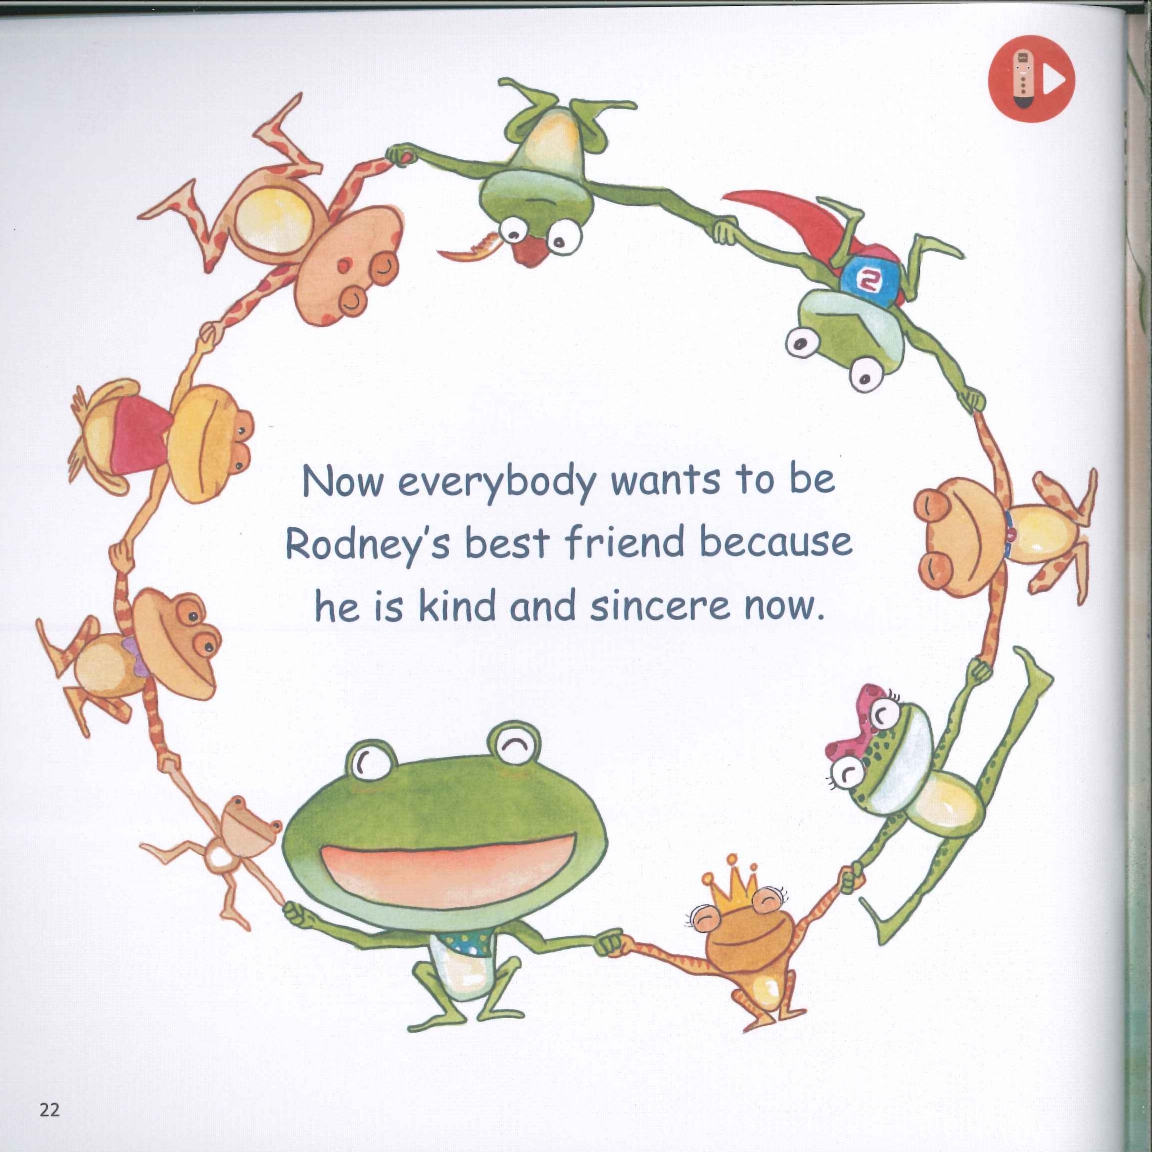 2
Now everybody wants to be
Rodney's best friend because
he is kind and sincere now.
22